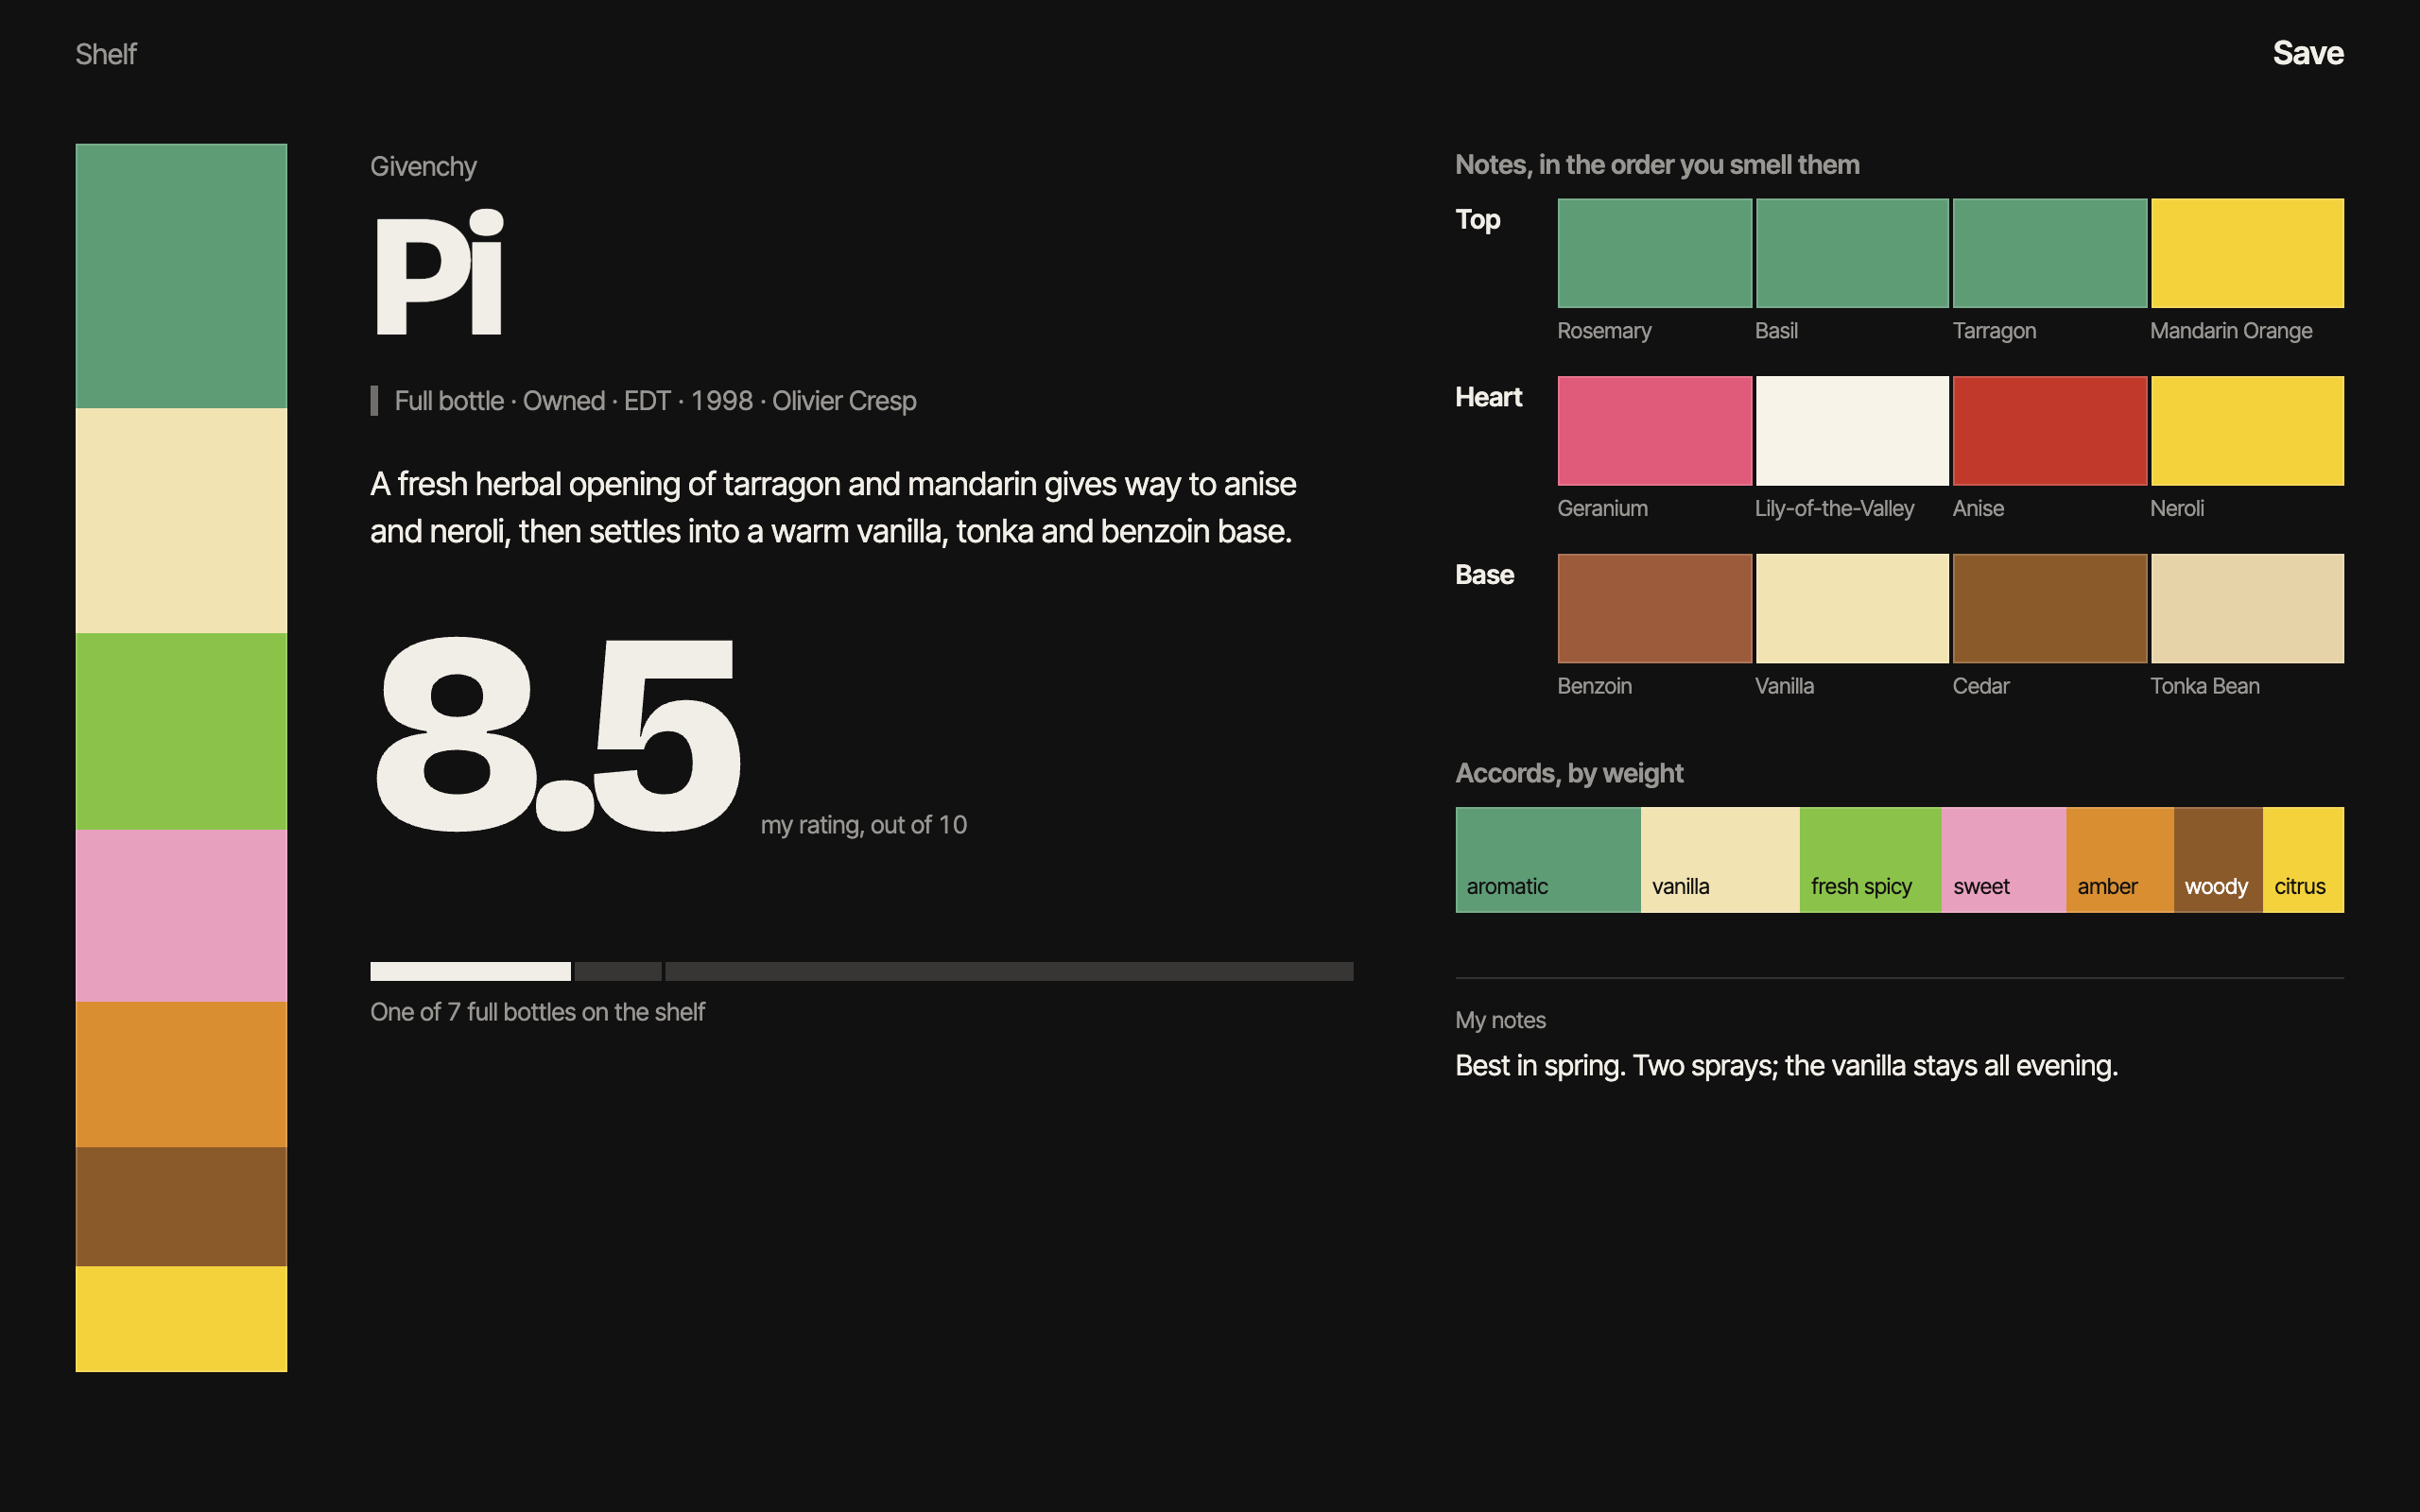 Shelf
Save
Givenchy
Pi
Full bottle · Owned · EDT · 1998 · Olivier Cresp
A fresh herbal opening of tarragon and mandarin gives way to anise
and neroli, then settles into a warm vanilla, tonka and benzoin base.
8.5
my rating, out of 10
One of 7 full bottles on the shelf
Notes, in the order you smell them
Top
Rosemary
Basil
Tarragon
Mandarin Orange
Heart
Geranium
Lily-of-the-Valley
Anise
Neroli
Base
Benzoin
Vanilla
Cedar
Tonka Bean
Accords, by weight
aromatic
vanilla
fresh spicy
sweet
amber
woody
citrus
My notes
Best in spring. Two sprays; the vanilla stays all evening.